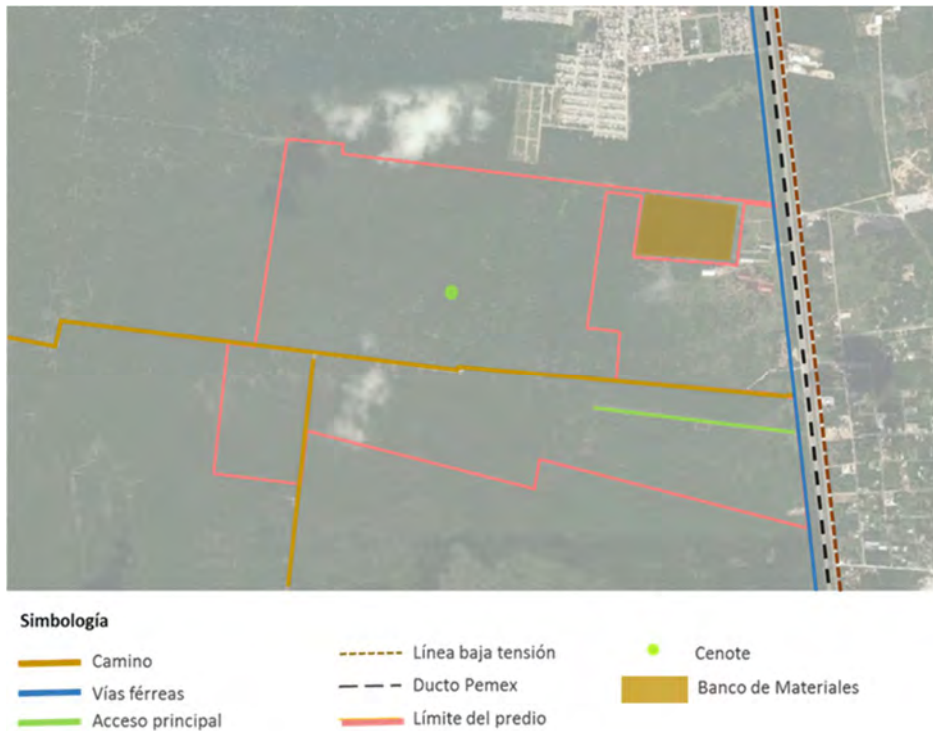 Simbología
Camino
Vías férreas
Acceso principal
Línea baja tensión
Ducto Pemex
Límite del predio
Cenote
Banco de Materiales